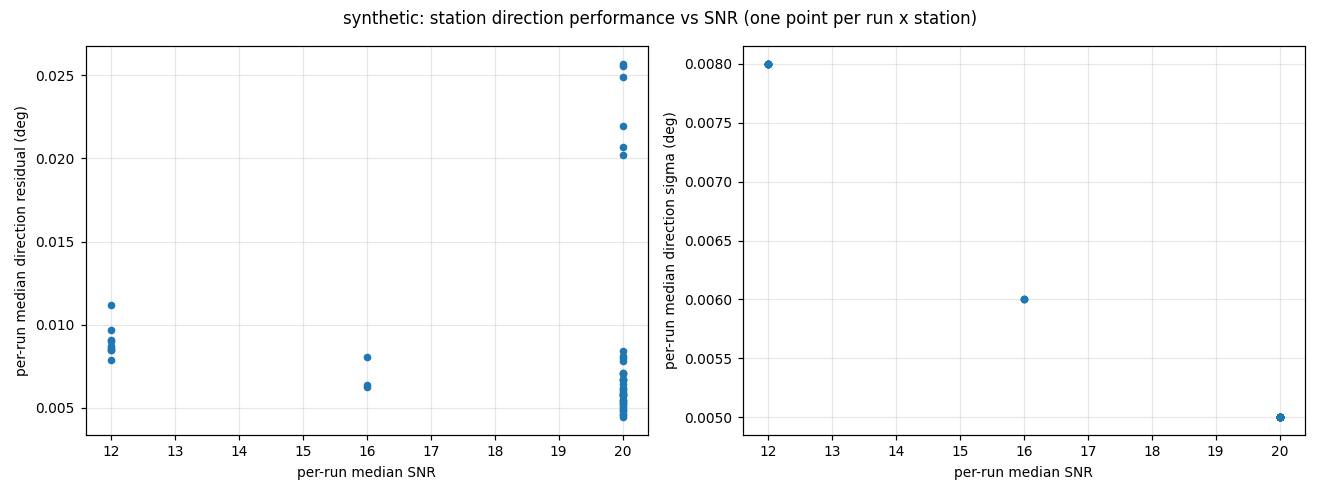 synthetic: station direction performance vs SNR (one point per run x station)
per-run median direction residual (deg)
0.025
0.020
0.015
0.010
0.005
12 13 14 15 16 17 18 19 20
per-run median SNR
per-run median direction sigma (deg)
0.0080
0.0075
0.0070
0.0065
0.0060
0.0055
0.0050
12 13 14 15 16 17 18 19 20
per-run median SNR